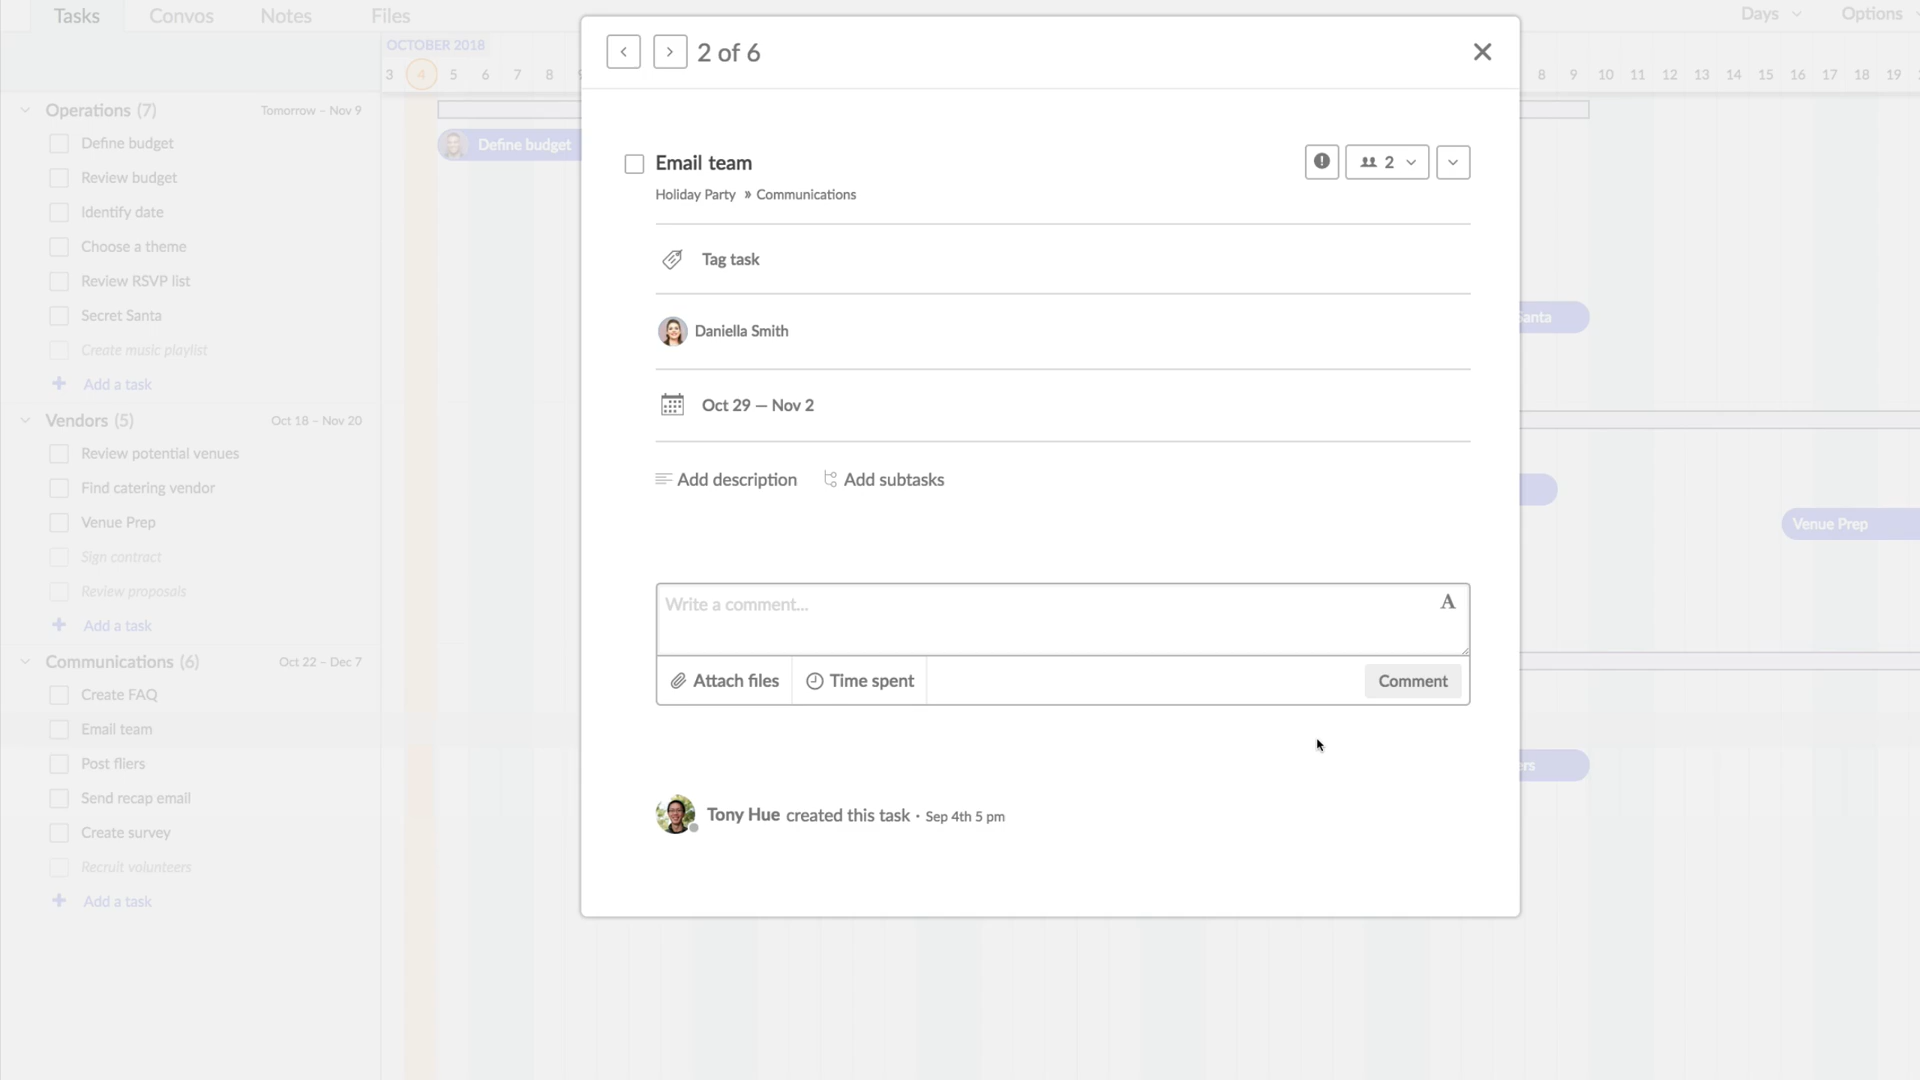 Tasks Convos Notes Files Days Options
OCTOBER 2018
3 4 5 6 7 8 8 9 10 11 12 13 14 15 16 17 18 19
2 of 6
Operations (7) Tomorrow – Nov 9
Define budget
Define budget
Review budget
Identify date
Choose a theme
Review RSVP list
Secret Santa
Santa
Create music playlist
Add a task
Vendors (5) Oct 18 – Nov 20
Review potential venues
Find catering vendor
Venue Prep
Venue Prep
Sign contract
Review proposals
Add a task
Communications (6) Oct 22 – Dec 7
Create FAQ
Email team
Post fliers
ers
Send recap email
Create survey
Recruit volunteers
Add a task
Email team
2
Holiday Party » Communications
Tag task
Daniella Smith
Oct 29 — Nov 2
Add description Add subtasks
Write a comment... A
Attach files Time spent Comment
Tony Hue created this task · Sep 4th 5 pm